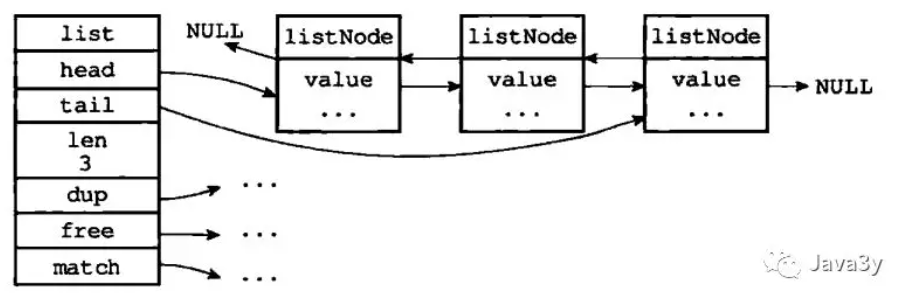 list
head
tail
len
3
dup
free
match
NULL
listNode
value
...
listNode
value
...
listNode
value
...
NULL
...
...
...
Java3y